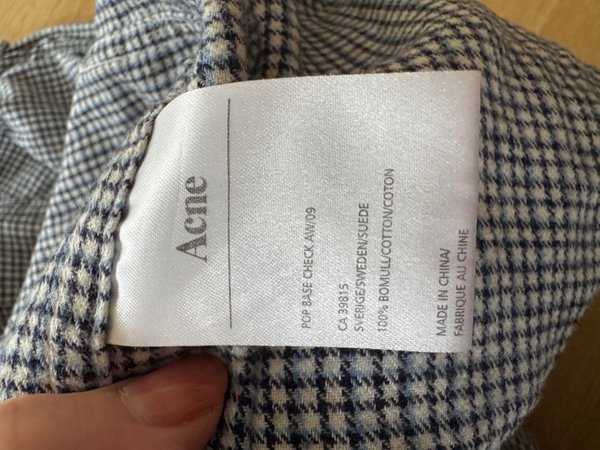 Acne
POP BASE CHECK AW/09
CA 39815
SVERIGE/SWEDEN/SUEDE
100% BOMULL/COTTON/COTON
MADE IN CHINA/
FABRIQUE AU CHINE